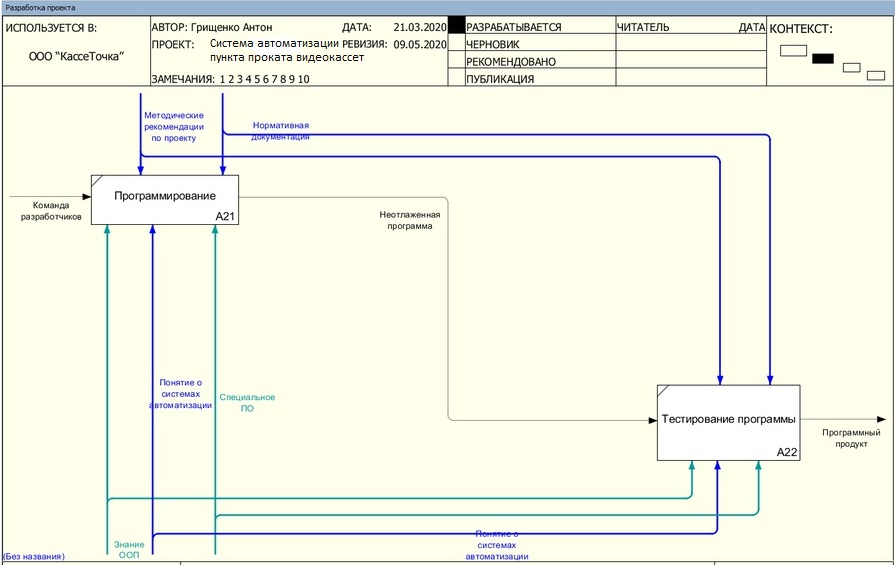 Разработка проекта
ИСПОЛЬЗУЕТСЯ В:
ООО “КассеТочка”
АВТОР: Грищенко Антон
ДАТА: 21.03.2020
ПРОЕКТ: Система автоматизации
пункта проката видеокассет
РЕВИЗИЯ: 09.05.2020
ЗАМЕЧАНИЯ: 1 2 3 4 5 6 7 8 9 10
РАЗРАБАТЫВАЕТСЯ
ЧЕРНОВИК
РЕКОМЕНДОВАНО
ПУБЛИКАЦИЯ
ЧИТАТЕЛЬ ДАТА
КОНТЕКСТ:
Методические
рекомендации
по проекту
Нормативная
документация
Программирование
A21
Команда
разработчиков
Неотлаженная
программа
Понятие о
системах
автоматизации
Специальное
ПО
Тестирование программы
A22
Программный
продукт
Знание
ООП
Понятие о
системах
автоматизации
(Без названия)